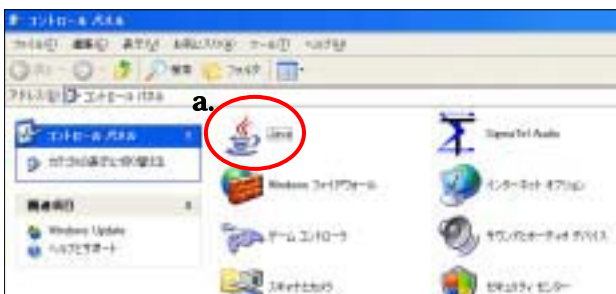 コントロール パネル
ファイル(F) 編集(E) 表示(V) お気に入り(A) ツール(T) ヘルプ(H)
検索 フォルダ
アドレス(D) コントロール パネル
a.
コントロール パネル
カテゴリの表示に切り替える
関連項目
Windows Update
ヘルプとサポート
Java
SigmaTel Audio
Windows ファイアウォール
インターネット オプション
ゲーム コントローラ
サウンドとオーディオ デバイス
スキャナとカメラ
セキュリティ センター